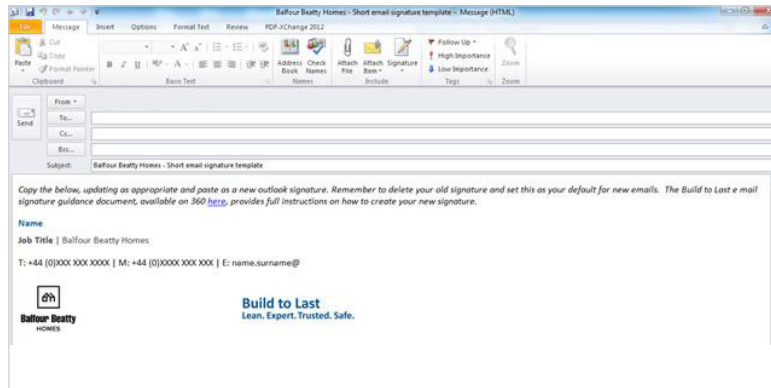 Balfour Beatty Homes - Short email signature template - Message (HTML)
File Message Insert Options Format Text Review PDF-XChange 2012
Cut
Copy
Format Painter
Paste
Clipboard
B I U
Basic Text
Address Book
Check Names
Names
Attach File
Attach Item
Signature
Include
Follow Up
High Importance
Low Importance
Tags
Zoom
Zoom
Send
From
To...
Cc...
Bcc...
Subject: Balfour Beatty Homes - Short email signature template
Copy the below, updating as appropriate and paste as a new outlook signature. Remember to delete your old signature and set this as your default for new emails. The Build to Last e mail
signature guidance document, available on 360 here, provides full instructions on how to create your new signature.
Name
Job Title | Balfour Beatty Homes
T: +44 (0)XXX XXX XXXX | M: +44 (0)XXXX XXX XXX | E: name.surname@
Balfour Beatty
HOMES
Build to Last
Lean. Expert. Trusted. Safe.